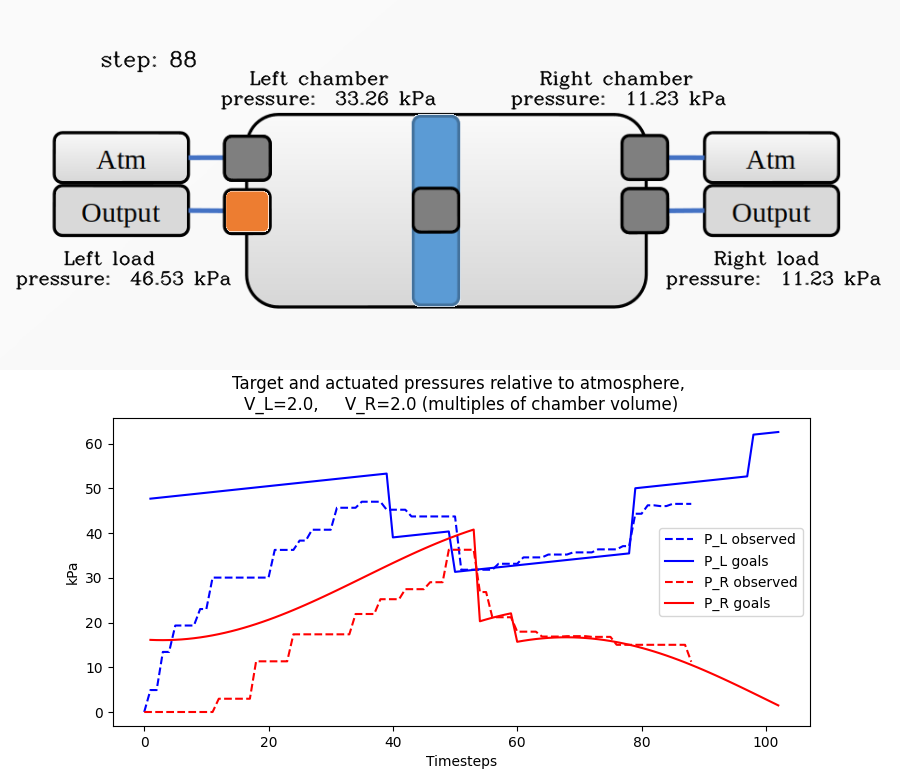 step: 88
Left chamber
pressure: 33.26 kPa
Right chamber
pressure: 11.23 kPa
Atm
Output
Atm
Output
Left load
pressure: 46.53 kPa
Right load
pressure: 11.23 kPa
Target and actuated pressures relative to atmosphere,
V_L=2.0, V_R=2.0 (multiples of chamber volume)
kPa
60
50
40
30
20
10
0
P_L observed
P_L goals
P_R observed
P_R goals
0 20 40 60 80 100
Timesteps